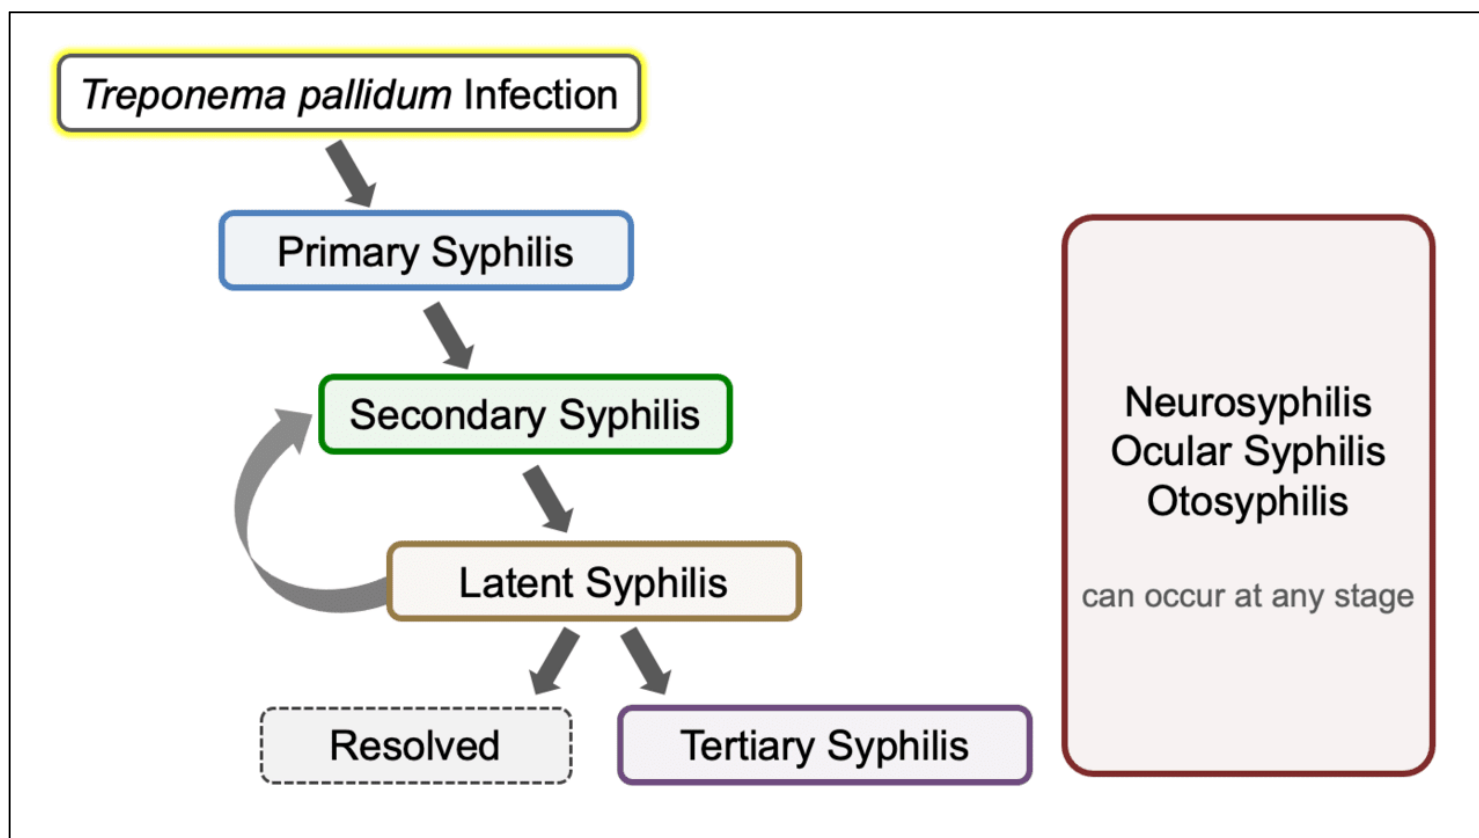 Treponema pallidum Infection
Primary Syphilis
Secondary Syphilis
Latent Syphilis
Resolved
Tertiary Syphilis
Neurosyphilis
Ocular Syphilis
Otosyphilis
can occur at any stage